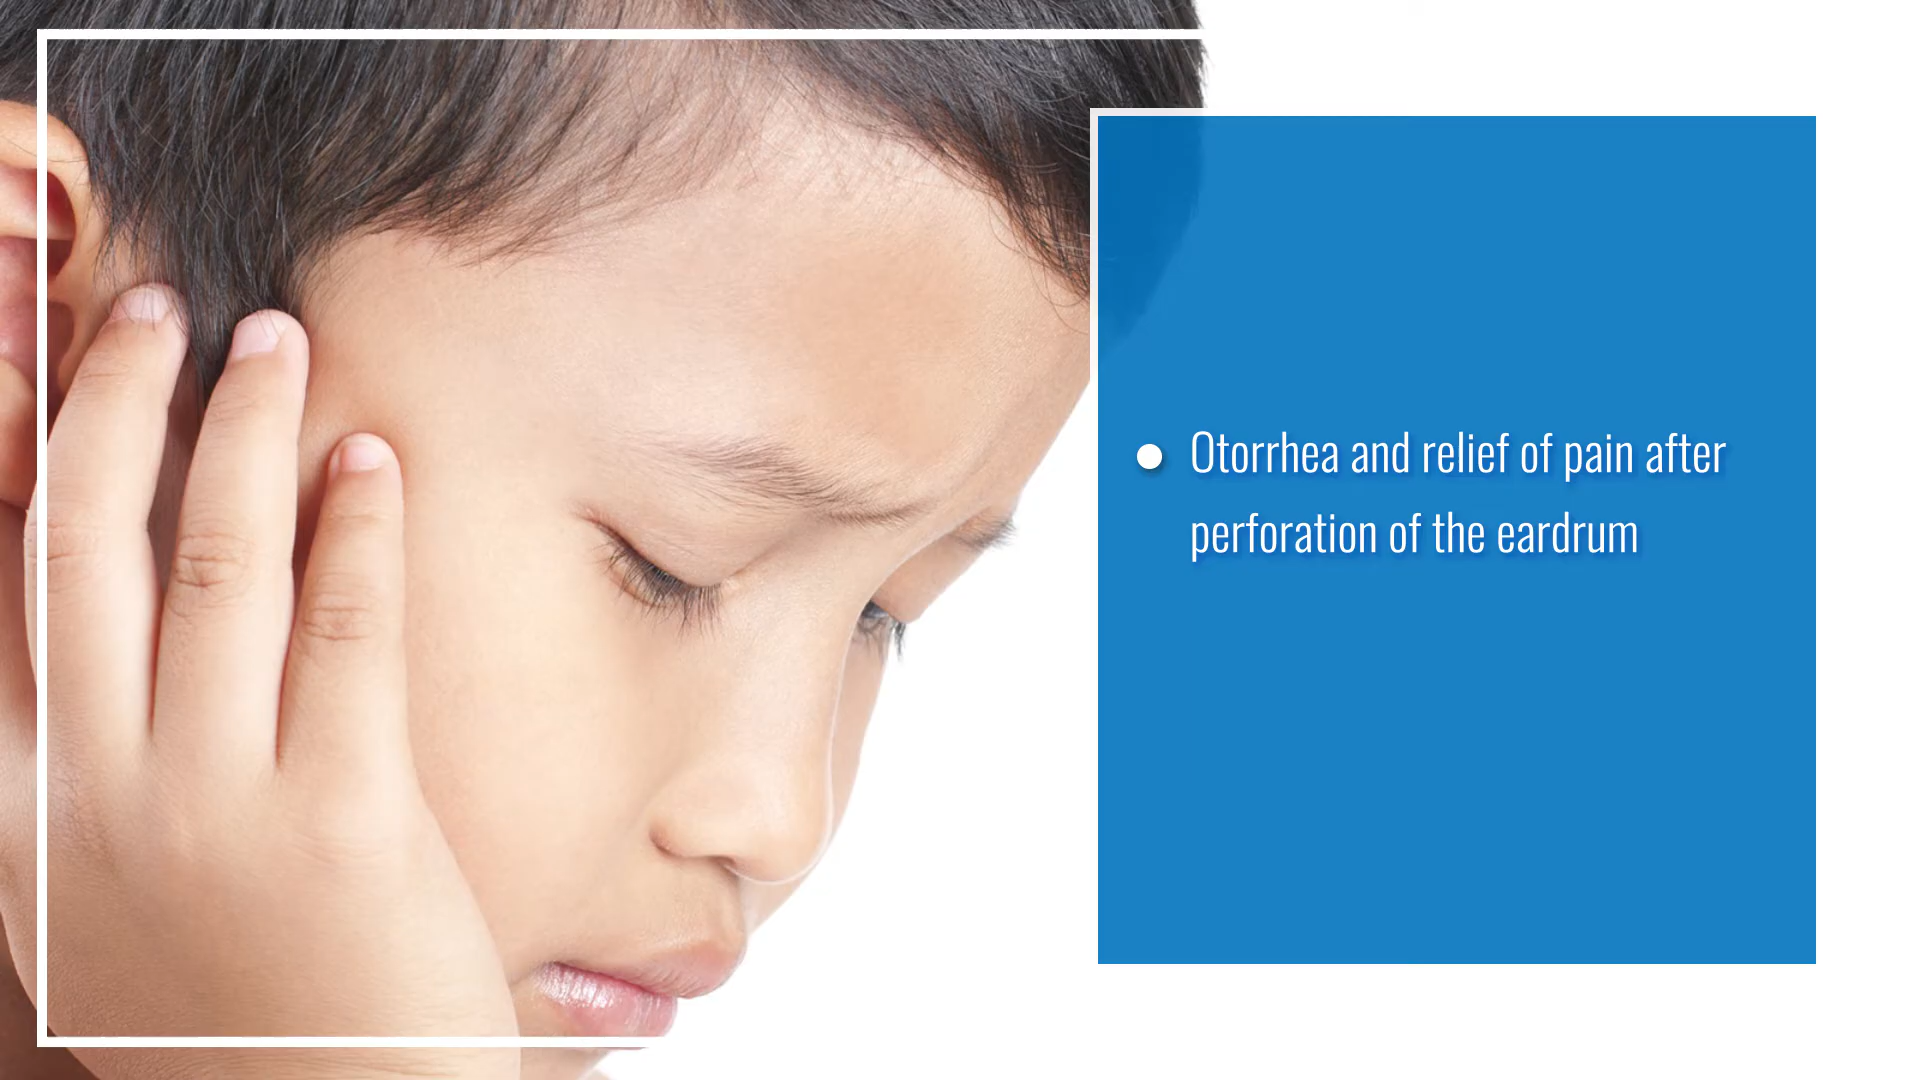 Otorrhea and relief of pain after
perforation of the eardrum